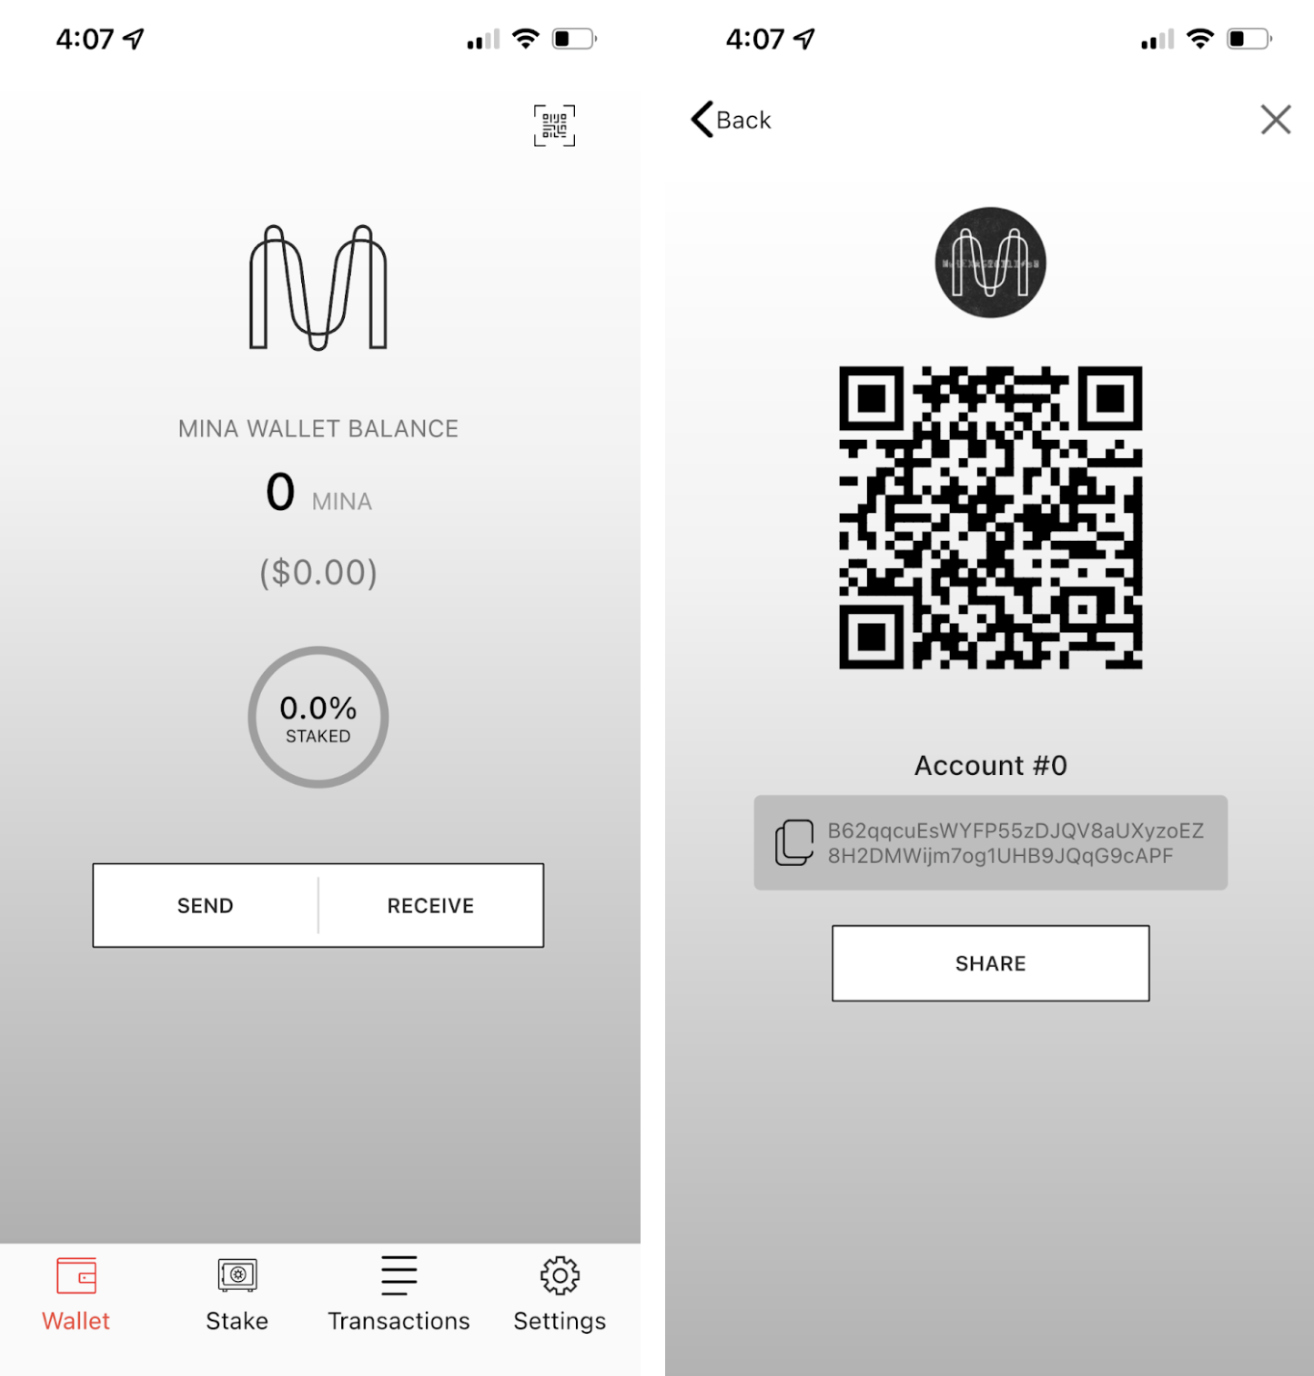 4:07
MINA WALLET BALANCE
0 MINA
($0.00)
0.0%
STAKED
SEND
RECEIVE
Wallet
Stake
Transactions
Settings
4:07
Back
Account #0
B62qqcuEsWYFP55zDJQV8aUXyzoEZ
8H2DMWijm7og1UHB9JQqG9cAPF
SHARE